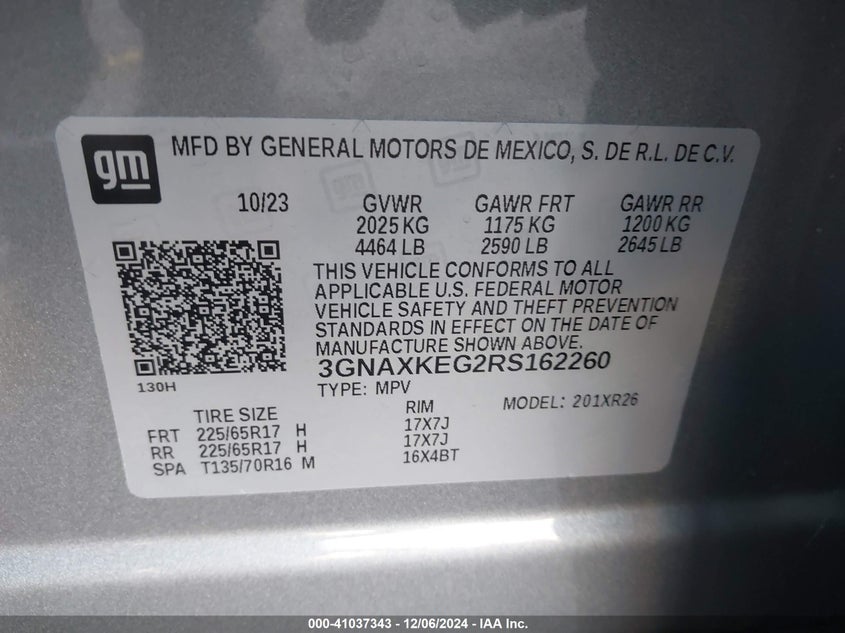 gm MFD BY GENERAL MOTORS DE MEXICO, S. DE R.L. DE C.V.
10/23 GVWR GAWR FRT GAWR RR
2025 KG 1175 KG 1200 KG
4464 LB 2590 LB 2645 LB
THIS VEHICLE CONFORMS TO ALL
APPLICABLE U.S. FEDERAL MOTOR
VEHICLE SAFETY AND THEFT PREVENTION
STANDARDS IN EFFECT ON THE DATE OF
MANUFACTURE SHOWN ABOVE.
3GNAXKEG2RS162260
130H TYPE: MPV
TIRE SIZE RIM MODEL: 201XR26
FRT 225/65R17 H 17X7J
RR 225/65R17 H 17X7J
SPA T135/70R16 M 16X4BT
000-41037343 - 12/06/2024 - IAA Inc.